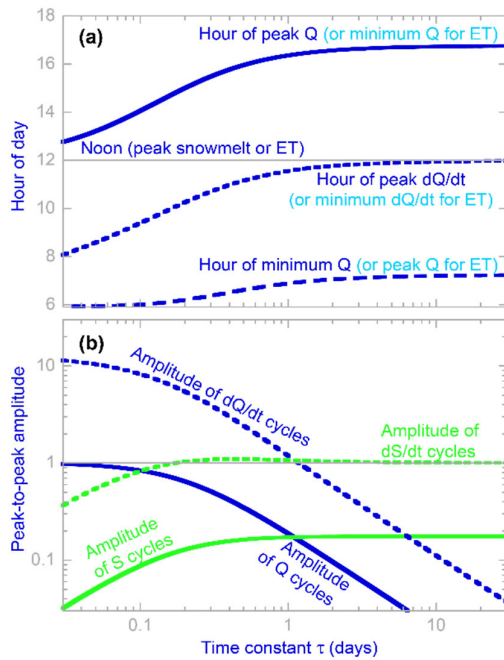 (a)
Hour of peak Q (or minimum Q for ET)
Noon (peak snowmelt or ET)
Hour of peak dQ/dt
(or minimum dQ/dt for ET)
Hour of minimum Q (or peak Q for ET)
Hour of day
18
16
14
12
10
8
6
(b)
Amplitude of dQ/dt cycles
Amplitude of
dS/dt cycles
Amplitude
of S cycles
Amplitude
of Q cycles
Peak-to-peak amplitude
10
1
0.1
0.1
1
10
Time constant τ (days)